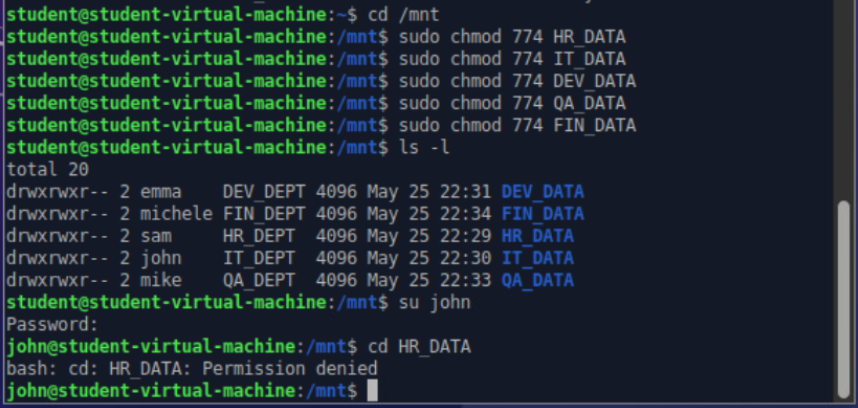 student@student-virtual-machine:~$ cd /mnt
student@student-virtual-machine:/mnt$ sudo chmod 774 HR_DATA
student@student-virtual-machine:/mnt$ sudo chmod 774 IT_DATA
student@student-virtual-machine:/mnt$ sudo chmod 774 DEV_DATA
student@student-virtual-machine:/mnt$ sudo chmod 774 QA_DATA
student@student-virtual-machine:/mnt$ sudo chmod 774 FIN_DATA
student@student-virtual-machine:/mnt$ ls -l
total 20
drwxrwxr-- 2 emma    DEV_DEPT 4096 May 25 22:31 DEV_DATA
drwxrwxr-- 2 michele FIN_DEPT 4096 May 25 22:34 FIN_DATA
drwxrwxr-- 2 sam     HR_DEPT  4096 May 25 22:29 HR_DATA
drwxrwxr-- 2 john    IT_DEPT  4096 May 25 22:30 IT_DATA
drwxrwxr-- 2 mike    QA_DEPT  4096 May 25 22:33 QA_DATA
student@student-virtual-machine:/mnt$ su john
Password:
john@student-virtual-machine:/mnt$ cd HR_DATA
bash: cd: HR_DATA: Permission denied
john@student-virtual-machine:/mnt$